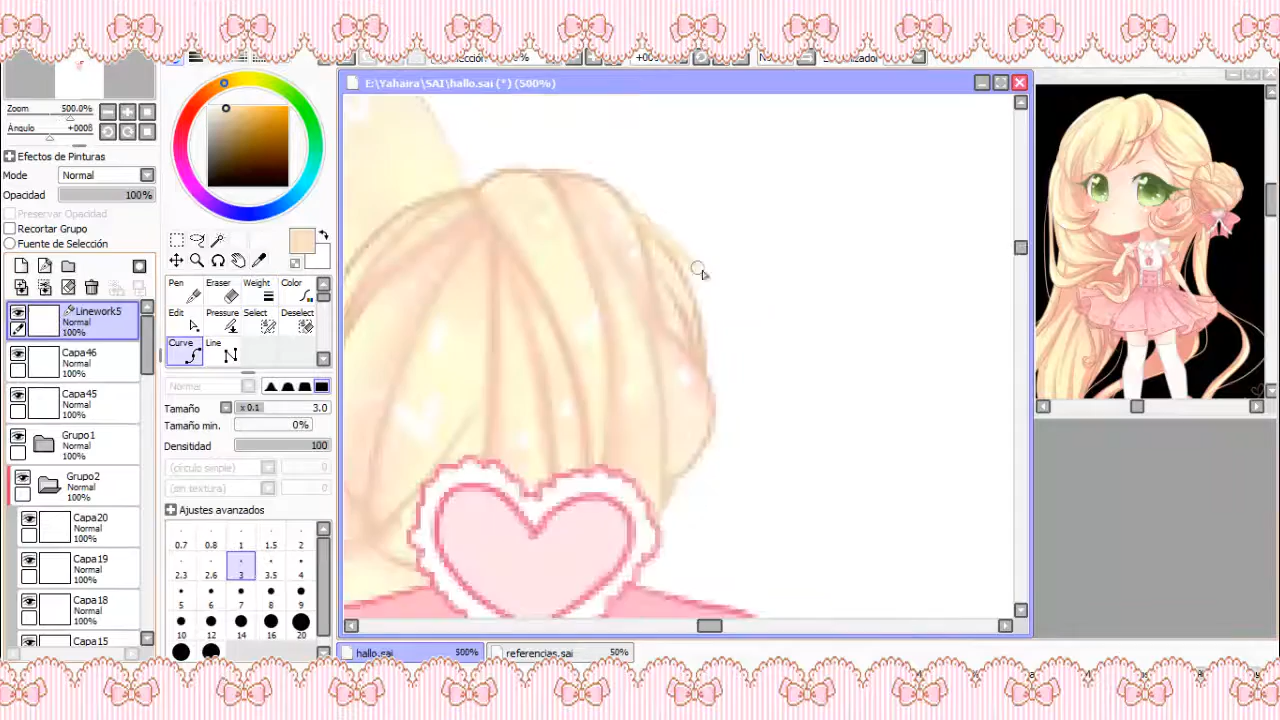 E:\Yahaira\SAI\hallo.sai (*) (500%)
Zoom 500.0%
Ángulo +0008
Efectos de Pinturas
Mode Normal
Opacidad 100%
Preservar Opacidad
Recortar Grupo
Fuente de Selección
Linework5
Normal
100%
Capa46
Normal
100%
Capa45
Normal
100%
Grupo1
Normal
100%
Grupo2
Normal
100%
Capa20
Normal
100%
Capa19
Normal
100%
Capa18
Normal
100%
Capa15
Pen Eraser Weight Color
Edit Pressure Select Deselect
Curve Line
Normal
Tamaño x 0.1 3.0
Tamaño min. 0%
Densitidad 100
(círculo simple) 0
(sin textura) 0
Ajustes avanzados
0.7 0.8 1 1.5 2
2.3 2.6 3 3.5 4
5 6 7 8 9
10 12 14 16 20
hallo.sai 500% referencias.sai 50%